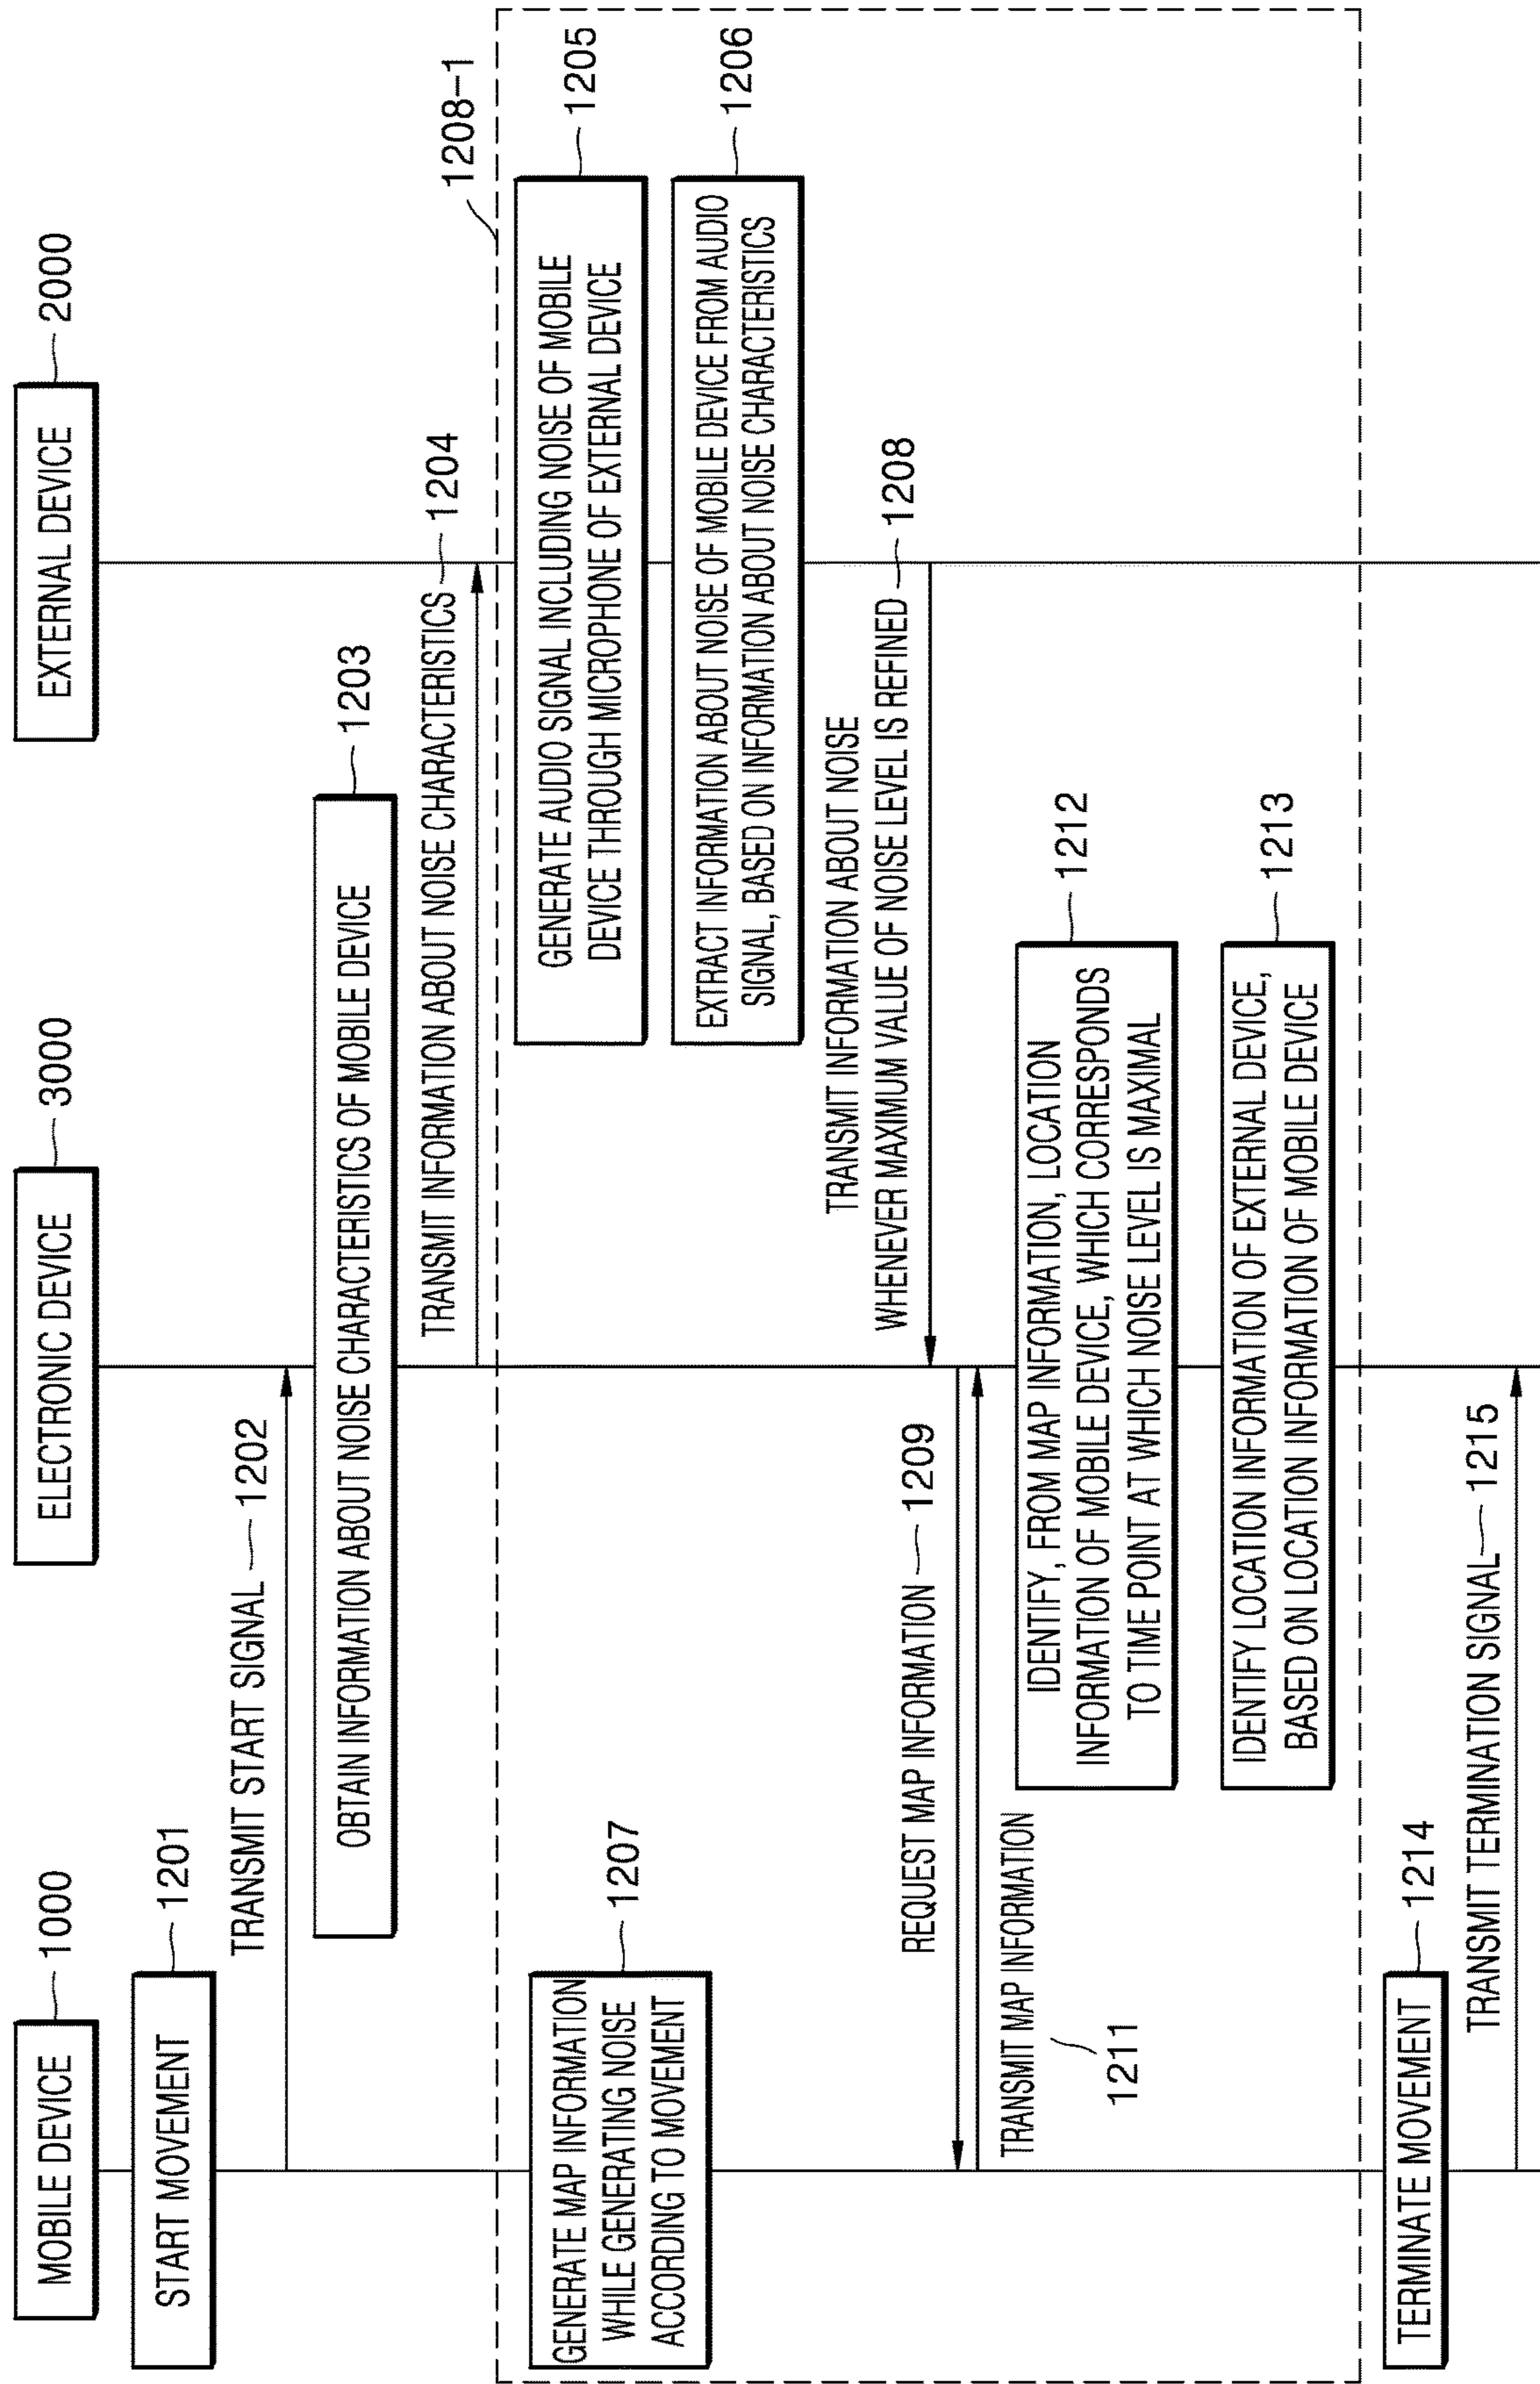 MOBILE DEVICE
1000
ELECTRONIC DEVICE
3000
EXTERNAL DEVICE
2000
START MOVEMENT
1201
TRANSMIT START SIGNAL
1202
OBTAIN INFORMATION ABOUT NOISE CHARACTERISTICS OF MOBILE DEVICE
1203
TRANSMIT INFORMATION ABOUT NOISE CHARACTERISTICS
1204
1208-1
GENERATE AUDIO SIGNAL INCLUDING NOISE OF MOBILE
DEVICE THROUGH MICROPHONE OF EXTERNAL DEVICE
1205
EXTRACT INFORMATION ABOUT NOISE OF MOBILE DEVICE FROM AUDIO
SIGNAL, BASED ON INFORMATION ABOUT NOISE CHARACTERISTICS
1206
GENERATE MAP INFORMATION
WHILE GENERATING NOISE
ACCORDING TO MOVEMENT
1207
TRANSMIT INFORMATION ABOUT NOISE
WHENEVER MAXIMUM VALUE OF NOISE LEVEL IS REFINED
1208
REQUEST MAP INFORMATION
1209
TRANSMIT MAP INFORMATION
1211
IDENTIFY, FROM MAP INFORMATION, LOCATION
INFORMATION OF MOBILE DEVICE, WHICH CORRESPONDS
TO TIME POINT AT WHICH NOISE LEVEL IS MAXIMAL
1212
IDENTIFY LOCATION INFORMATION OF EXTERNAL DEVICE,
BASED ON LOCATION INFORMATION OF MOBILE DEVICE
1213
TERMINATE MOVEMENT
1214
TRANSMIT TERMINATION SIGNAL
1215